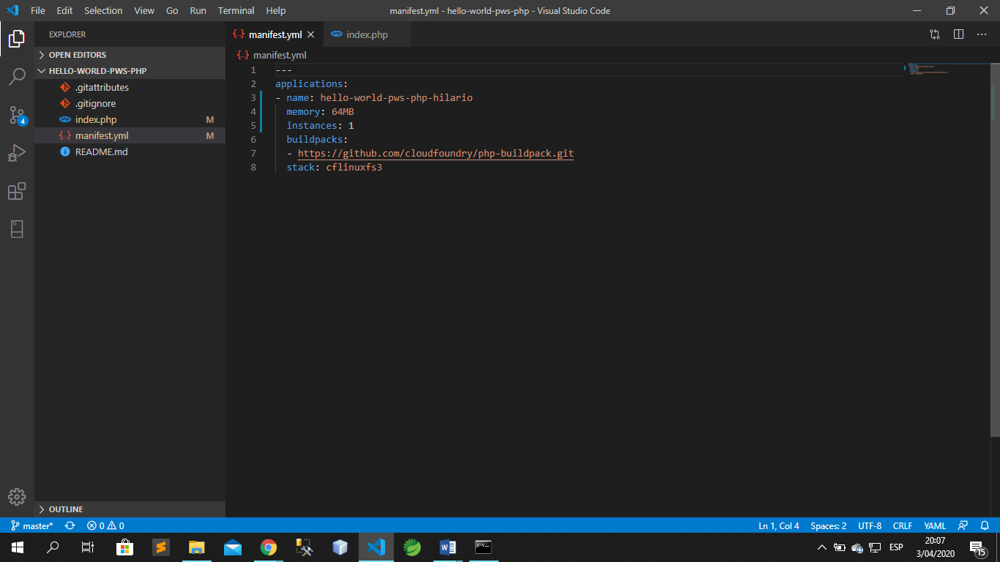 File Edit Selection View Go Run Terminal Help
manifest.yml - hello-world-pws-php - Visual Studio Code
EXPLORER
OPEN EDITORS
HELLO-WORLD-PWS-PHP
.gitattributes
.gitignore
index.php M
manifest.yml M
README.md
OUTLINE
4
manifest.yml index.php
manifest.yml
1 ---
2 applications:
3 - name: hello-world-pws-php-hilario
4 memory: 64MB
5 instances: 1
6 buildpacks:
7 - https://github.com/cloudfoundry/php-buildpack.git
8 stack: cflinuxfs3
master* 0 0 Ln 1, Col 4 Spaces: 2 UTF-8 CRLF YAML
ESP
20:07
3/04/2020
15